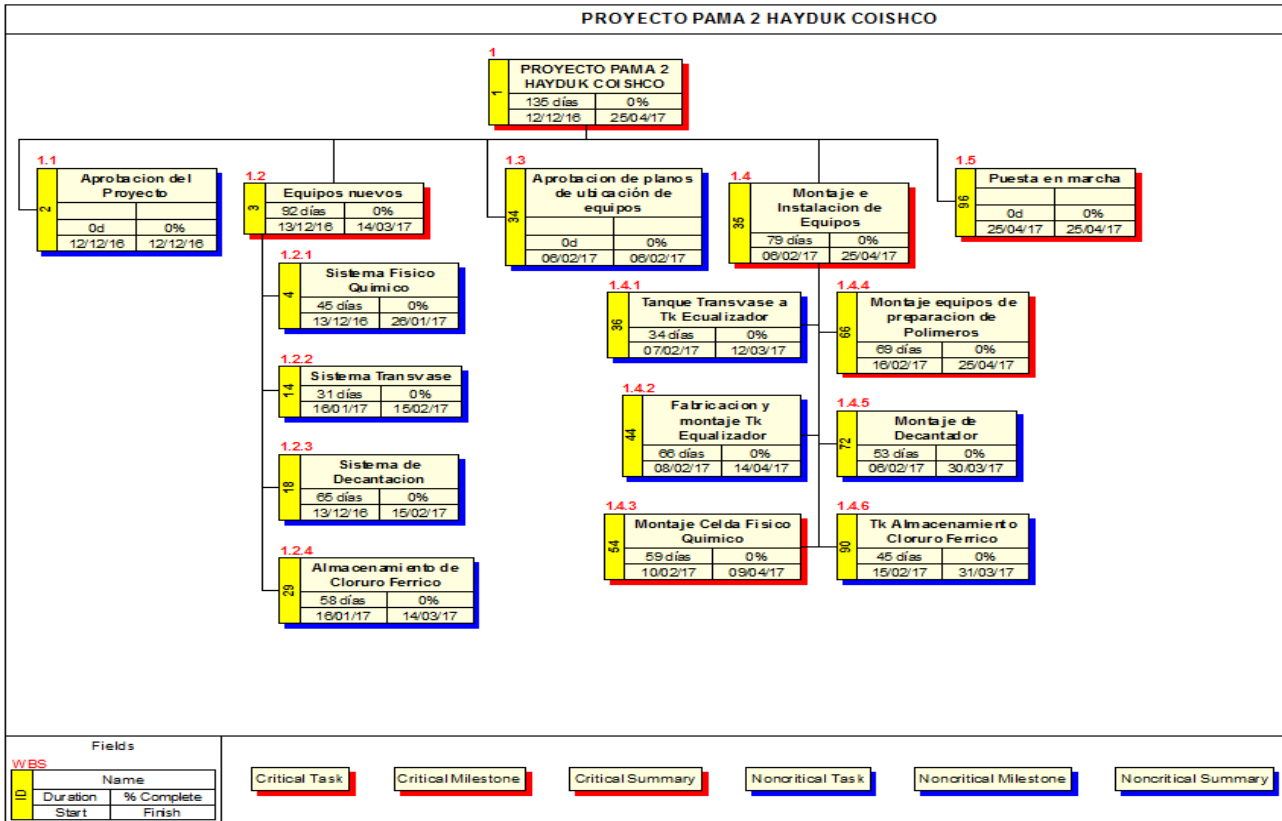 PROYECTO PAMA 2 HAYDUK COISHCO
1
1
PROYECTO PAMA 2
HAYDUK COISHCO
135 días 0%
12/12/16 25/04/17
1.1
2
Aprobacion del
Proyecto
0d 0%
12/12/16 12/12/16
1.2
3
Equipos nuevos
92 días 0%
13/12/16 14/03/17
1.3
34
Aprobacion de planos
de ubicación de
equipos
0d 0%
06/02/17 06/02/17
1.4
35
Montaje e
Instalacion de
Equipos
79 días 0%
06/02/17 25/04/17
1.5
96
Puesta en marcha
0d 0%
25/04/17 25/04/17
1.2.1
4
Sistema Fisico
Quimico
45 días 0%
13/12/16 26/01/17
1.2.2
14
Sistema Transvase
31 días 0%
16/01/17 15/02/17
1.2.3
18
Sistema de
Decantacion
65 días 0%
13/12/16 15/02/17
1.2.4
29
Almacenamiento de
Cloruro Ferrico
58 días 0%
16/01/17 14/03/17
1.4.1
36
Tanque Transvase a
Tk Ecualizador
34 días 0%
07/02/17 12/03/17
1.4.2
44
Fabricacion y
montaje Tk
Equalizador
66 días 0%
08/02/17 14/04/17
1.4.3
54
Montaje Celda Fisico
Quimico
59 días 0%
10/02/17 09/04/17
1.4.4
66
Montaje equipos de
preparacion de
Polimeros
69 días 0%
16/02/17 25/04/17
1.4.5
72
Montaje de
Decantador
53 días 0%
06/02/17 30/03/17
1.4.6
90
Tk Almacenamiento
Cloruro Ferrico
45 días 0%
15/02/17 31/03/17
Fields
WBS
ID
Name
Duration % Complete
Start Finish
Critical Task Critical Milestone Critical Summary Noncritical Task Noncritical Milestone Noncritical Summary